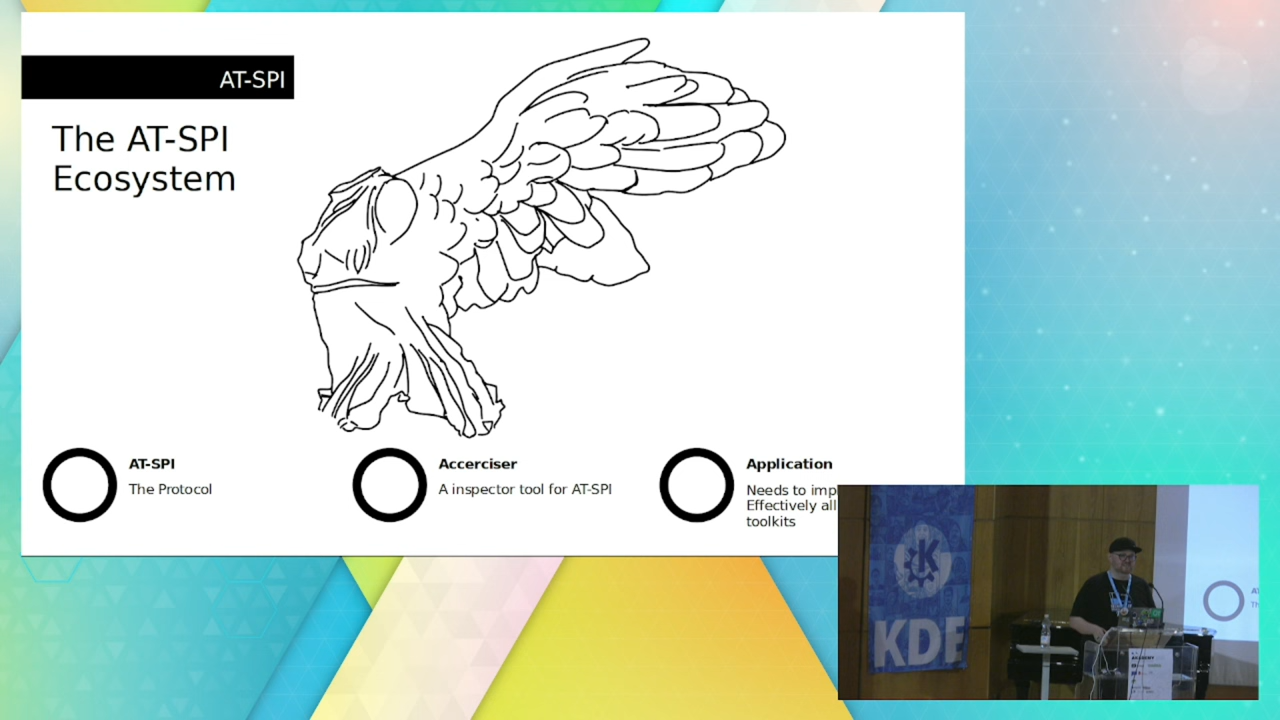 AT-SPI
The AT-SPI
Ecosystem
AT-SPI
The Protocol
Accerciser
A inspector tool for AT-SPI
Application
Needs to imp
Effectively all
toolkits
K
KDE